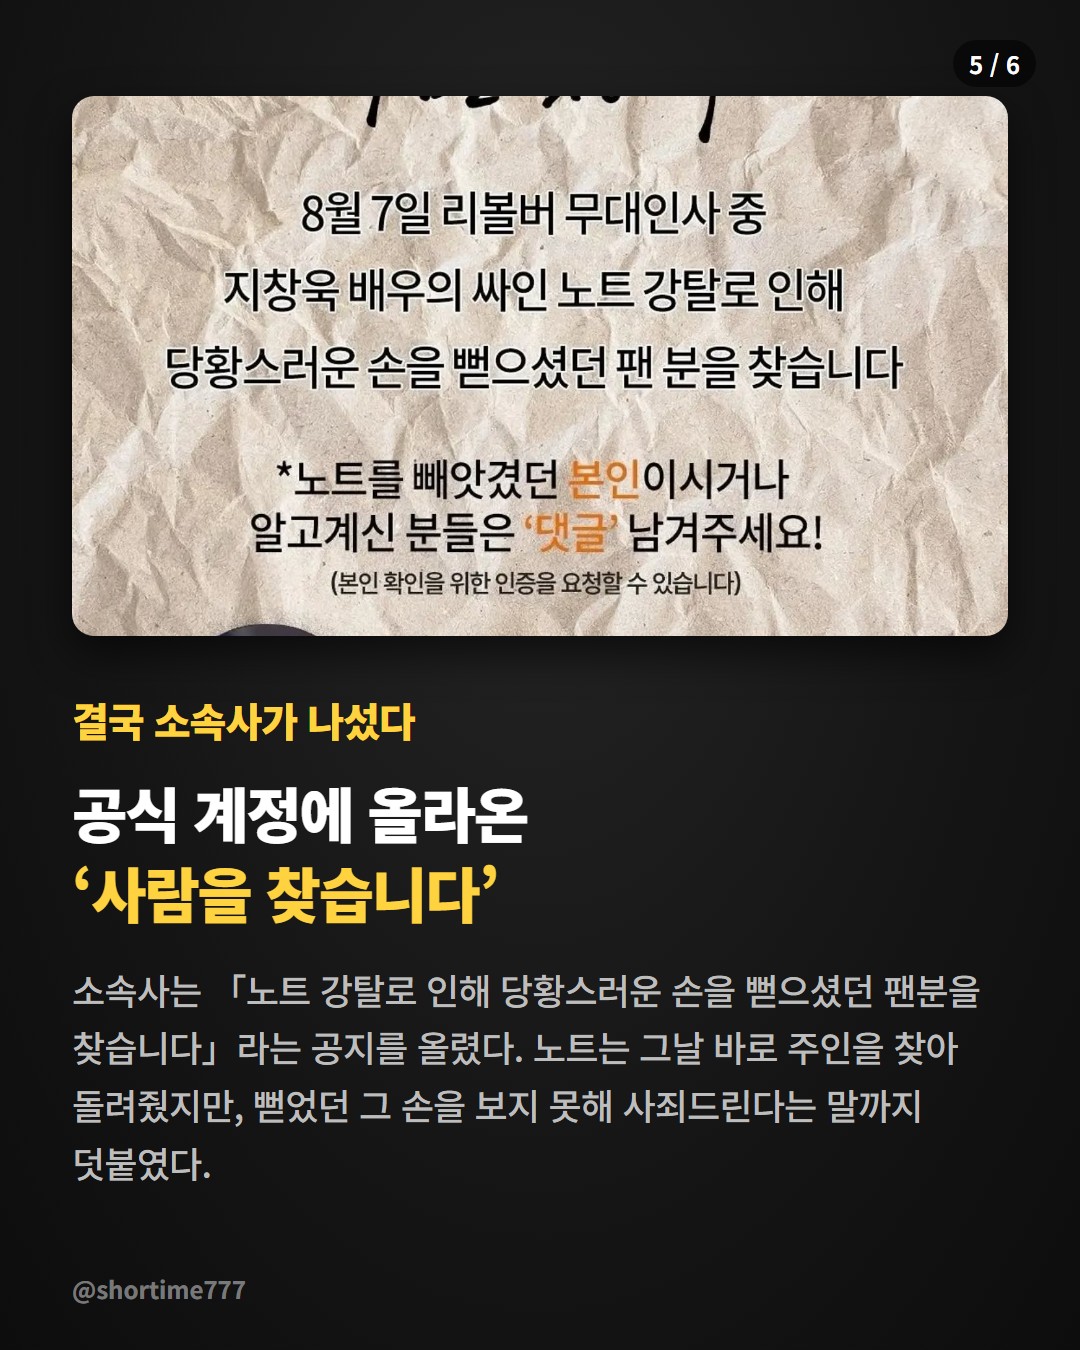 5 / 6
8월 7일 리볼버 무대인사 중
지창욱 배우의 싸인 노트 강탈로 인해
당황스러운 손을 뻗으셨던 팬 분을 찾습니다
*노트를 빼앗겼던 본인이시거나
알고계신 분들은 ‘댓글’ 남겨주세요!
(본인 확인을 위한 인증을 요청할 수 있습니다)
결국 소속사가 나섰다
공식 계정에 올라온
‘사람을 찾습니다’
소속사는 「노트 강탈로 인해 당황스러운 손을 뻗으셨던 팬분을
찾습니다」라는 공지를 올렸다. 노트는 그날 바로 주인을 찾아
돌려줬지만, 뻗었던 그 손을 보지 못해 사죄드린다는 말까지
덧붙였다.
@shortime777